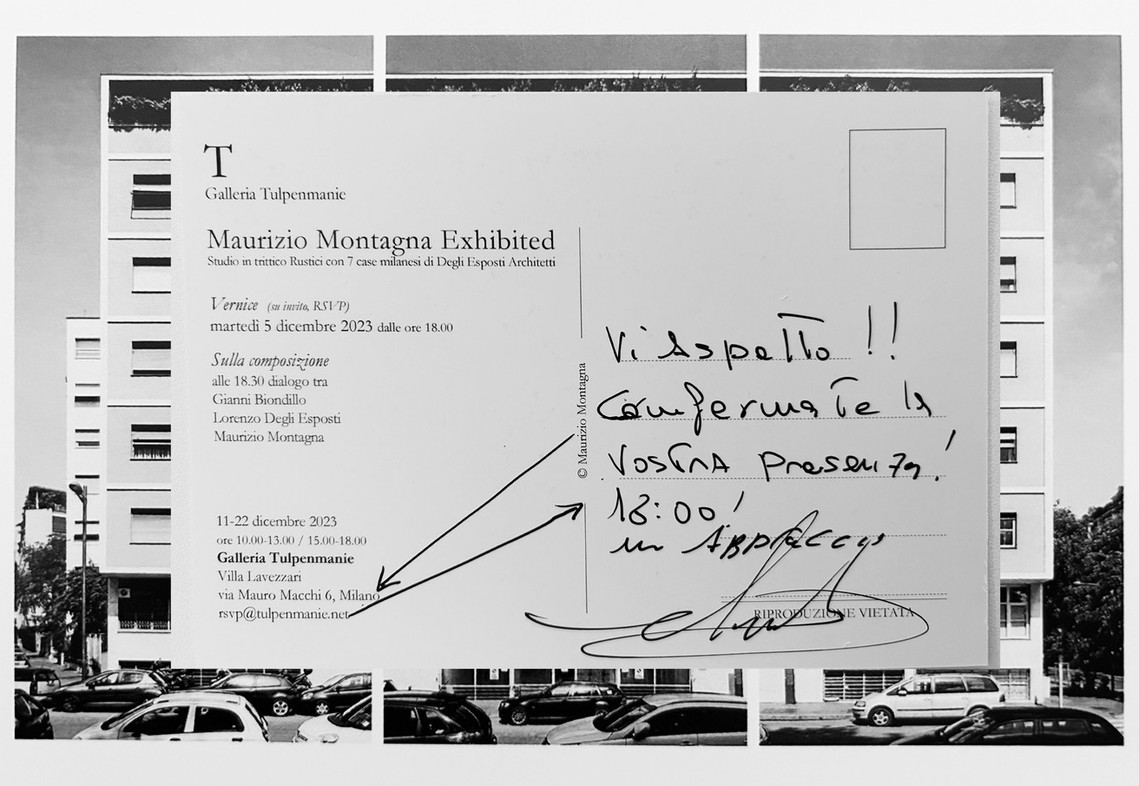 T
Galleria Tulpenmanie
Maurizio Montagna Exhibited
Studio in trittico Rustici con 7 case milanesi di Degli Esposti Architetti
Vernice (su invito, RSVP)
martedì 5 dicembre 2023 dalle ore 18.00
Sulla composizione
alle 18.30 dialogo tra
Gianni Biondillo
Lorenzo Degli Esposti
Maurizio Montagna
11-22 dicembre 2023
ore 10.00-13.00 / 15.00-18.00
Galleria Tulpenmanie
Villa Lavezzari
via Mauro Macchi 6, Milano
rsvp@tulpenmanie.net
© Maurizio Montagna
Vi Aspetto !!
Confermate la
VOSTRA presenza!
18:00!
un ABBRACCIO
RIPRODUZIONE VIETATA